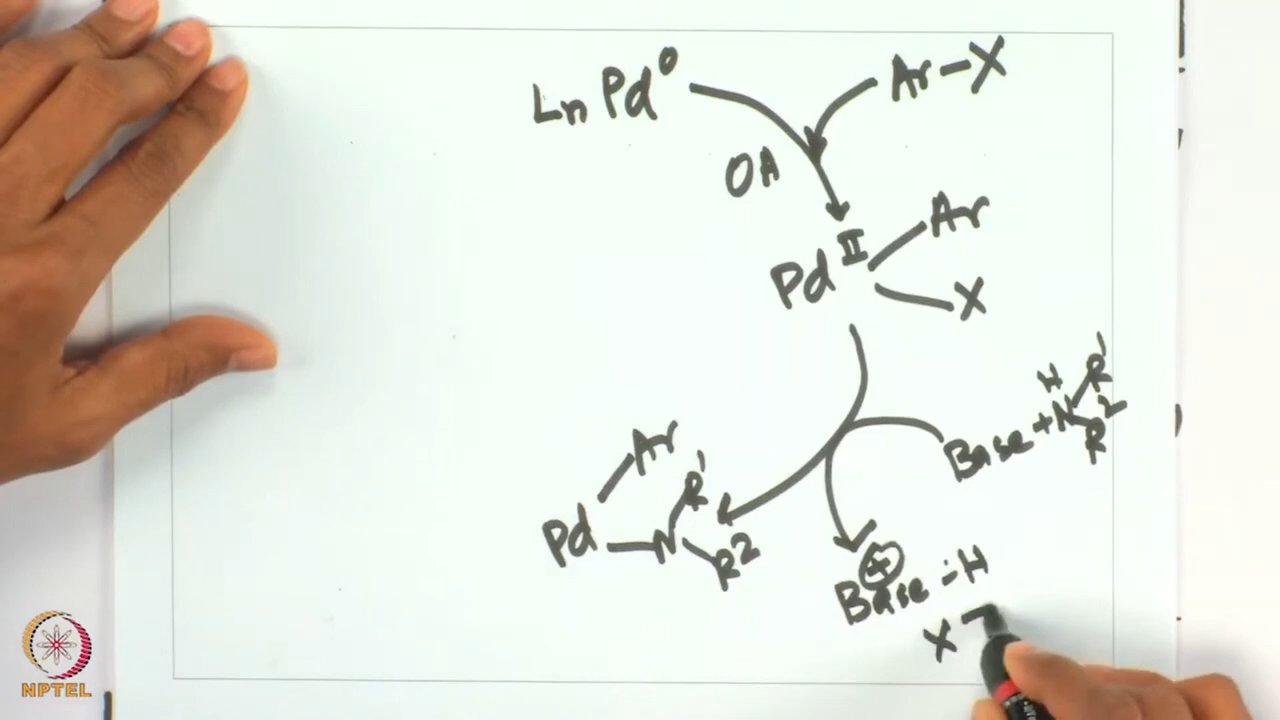 Ln Pd⁰
Ar-X
OA
Pd II
Ar
X
Base + H N R¹ R²
Ar
Pd - N R¹ R²
Base ⊕ - H
X -
NPTEL